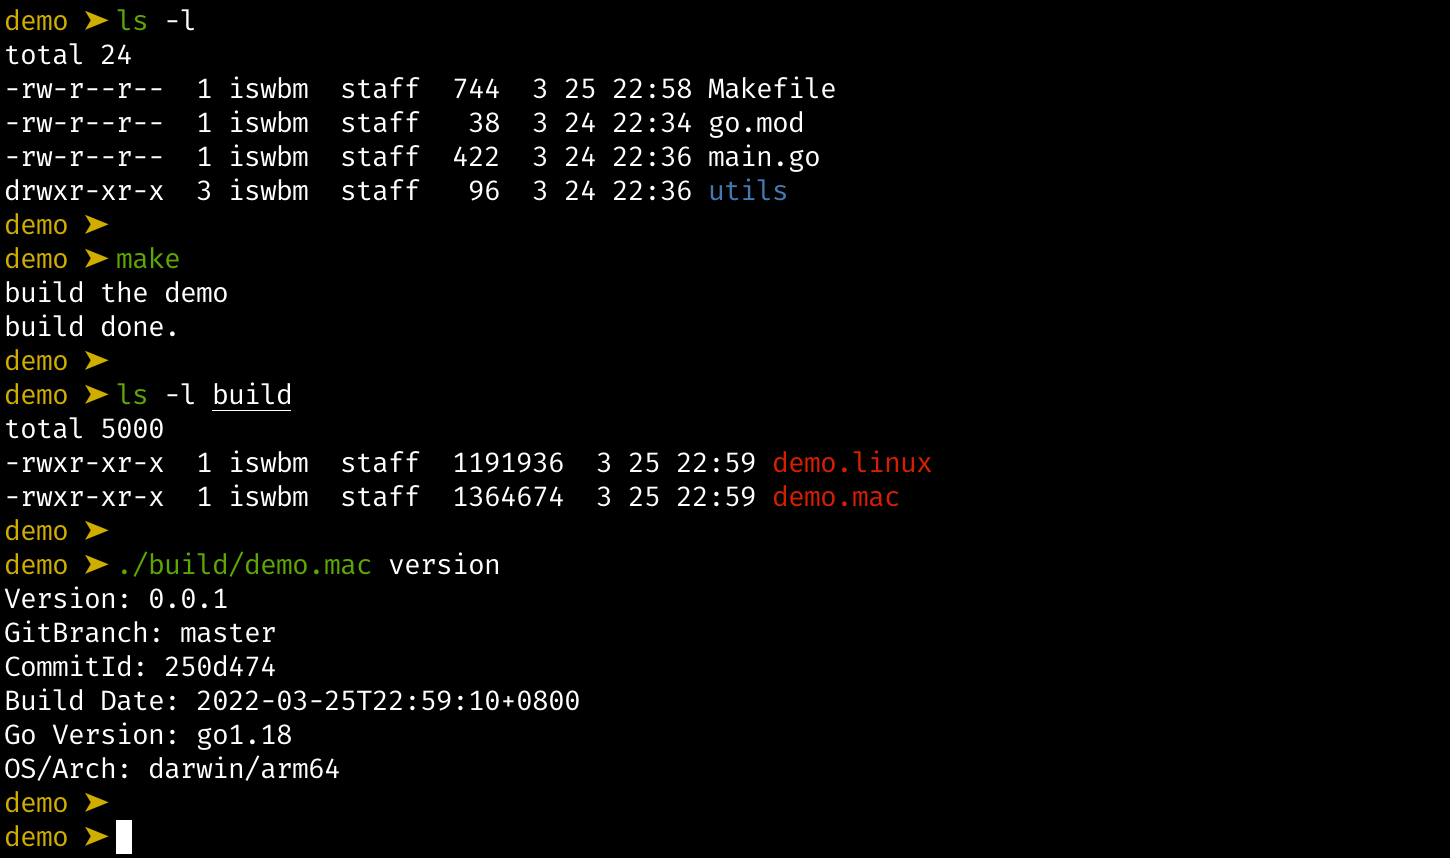 demo ➤ ls -l
total 24
-rw-r--r--  1 iswbm  staff  744  3 25 22:58 Makefile
-rw-r--r--  1 iswbm  staff   38  3 24 22:34 go.mod
-rw-r--r--  1 iswbm  staff  422  3 24 22:36 main.go
drwxr-xr-x  3 iswbm  staff   96  3 24 22:36 utils
demo ➤
demo ➤ make
build the demo
build done.
demo ➤
demo ➤ ls -l build
total 5000
-rwxr-xr-x  1 iswbm  staff  1191936  3 25 22:59 demo.linux
-rwxr-xr-x  1 iswbm  staff  1364674  3 25 22:59 demo.mac
demo ➤
demo ➤ ./build/demo.mac version
Version: 0.0.1
GitBranch: master
CommitId: 250d474
Build Date: 2022-03-25T22:59:10+0800
Go Version: go1.18
OS/Arch: darwin/arm64
demo ➤
demo ➤